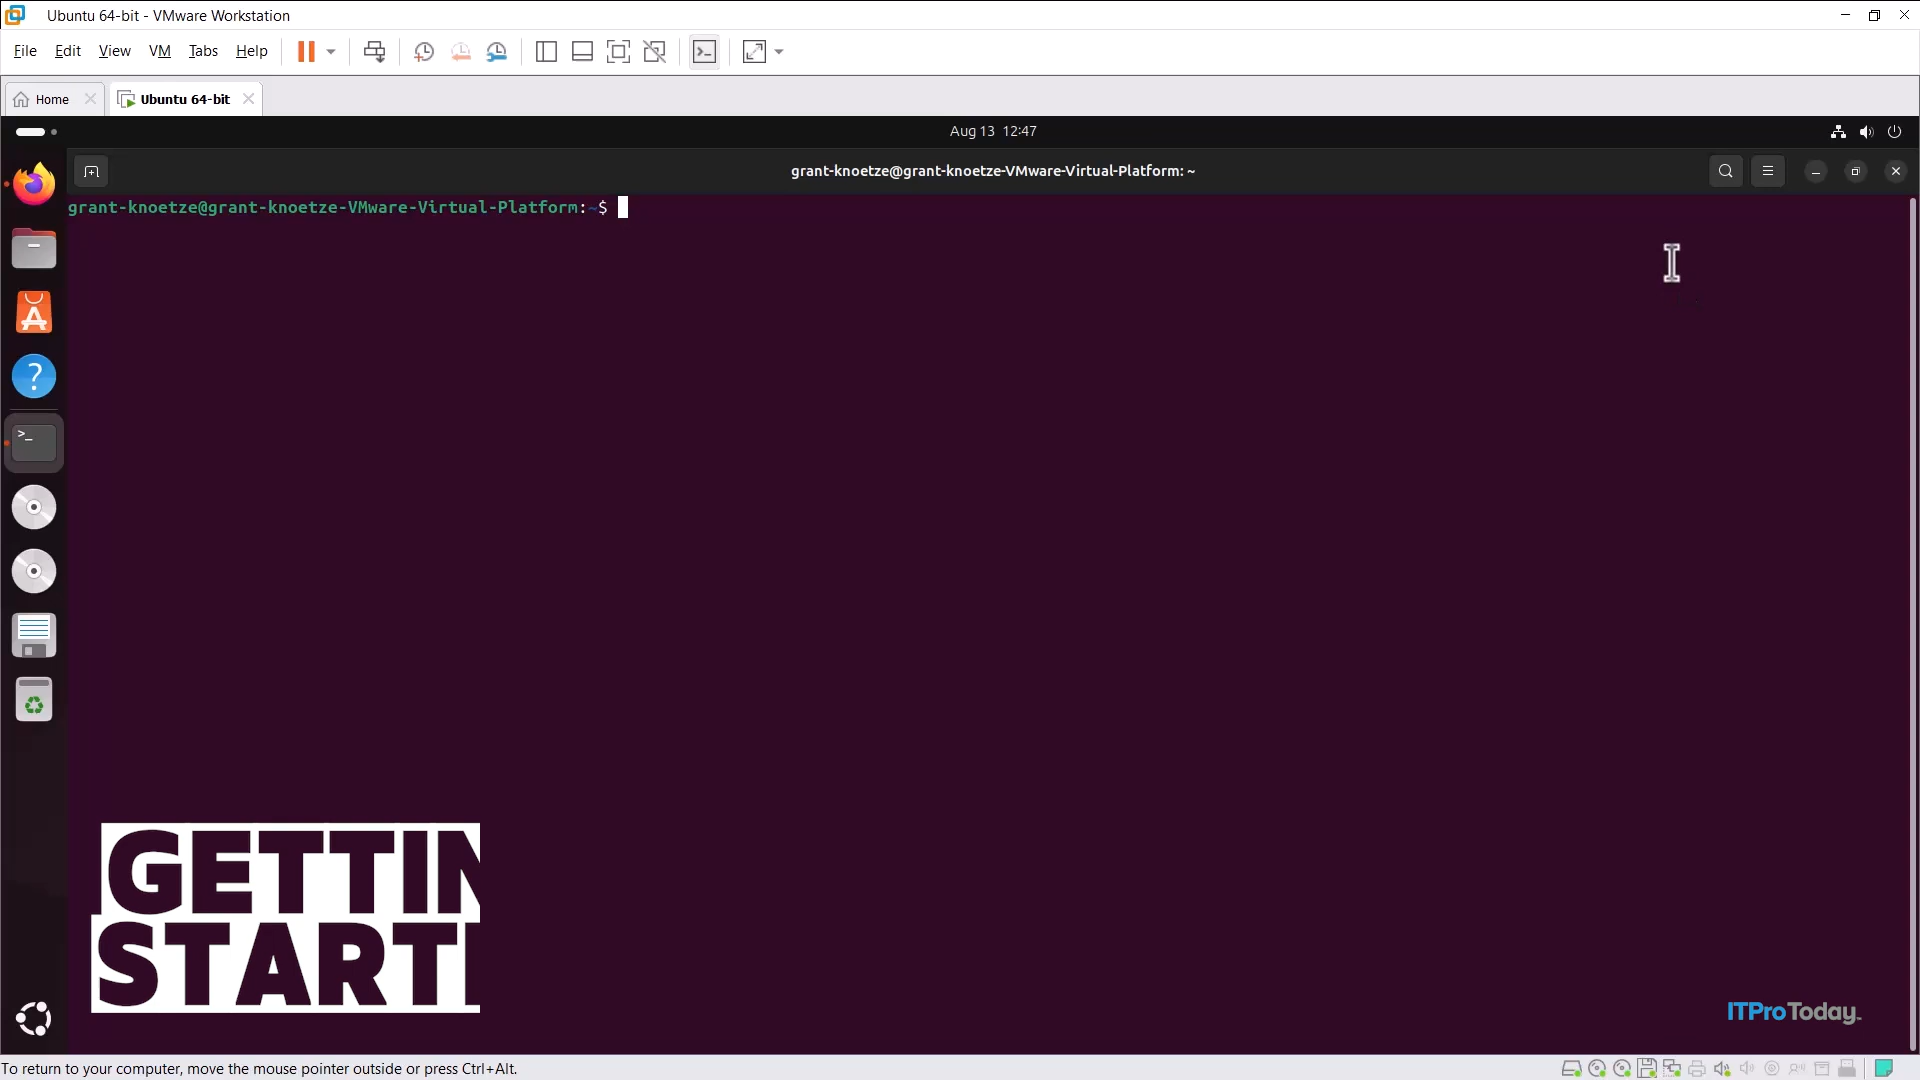 Ubuntu 64-bit - VMware Workstation
File Edit View VM Tabs Help
Home
Ubuntu 64-bit
Aug 13 12:47
grant-knoetze@grant-knoetze-VMware-Virtual-Platform: ~
grant-knoetze@grant-knoetze-VMware-Virtual-Platform:~$
GETTIN
START
ITProToday
To return to your computer, move the mouse pointer outside or press Ctrl+Alt.